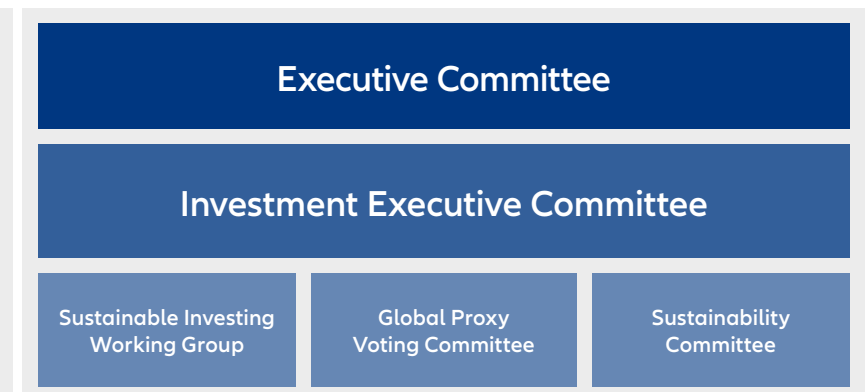 Executive Committee
Investment Executive Committee
Sustainable Investing
Working Group
Global Proxy
Voting Committee
Sustainability
Committee